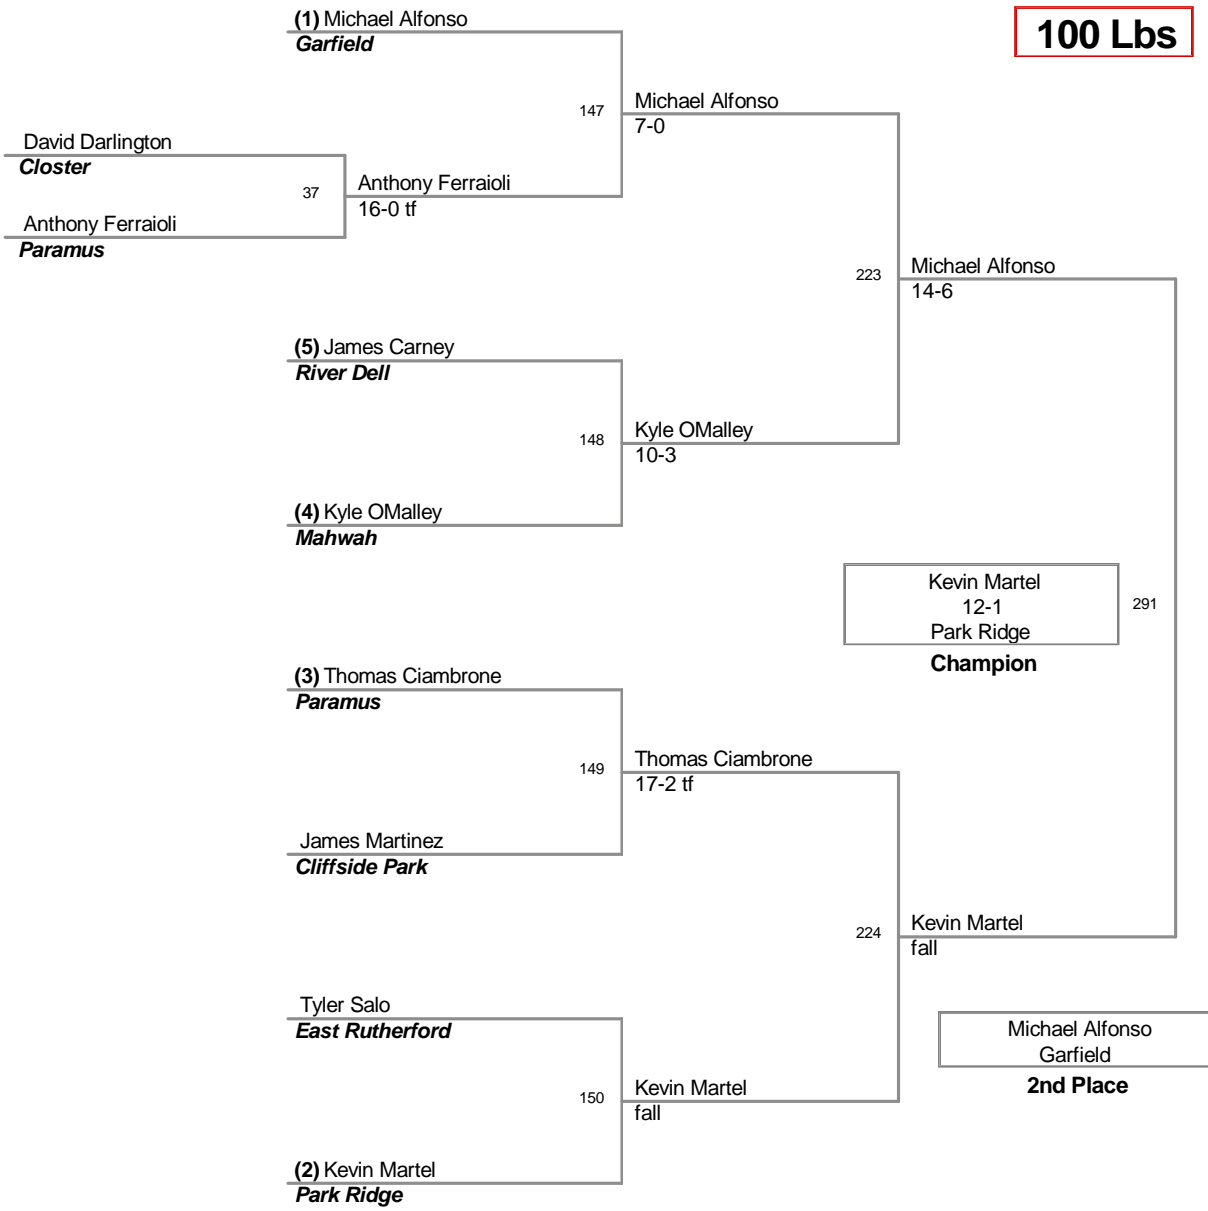 (1) Michael Alfonso
Garfield
100 Lbs
147
Michael Alfonso
7-0
David Darlington
Closter
37
Anthony Ferraioli
16-0 tf
Anthony Ferraioli
Paramus
223
Michael Alfonso
14-6
(5) James Carney
River Dell
148
Kyle OMalley
10-3
(4) Kyle OMalley
Mahwah
Kevin Martel
12-1
Park Ridge
Champion
291
(3) Thomas Ciambrone
Paramus
149
Thomas Ciambrone
17-2 tf
James Martinez
Cliffside Park
224
Kevin Martel
fall
Tyler Salo
East Rutherford
Michael Alfonso
Garfield
2nd Place
150
Kevin Martel
fall
(2) Kevin Martel
Park Ridge